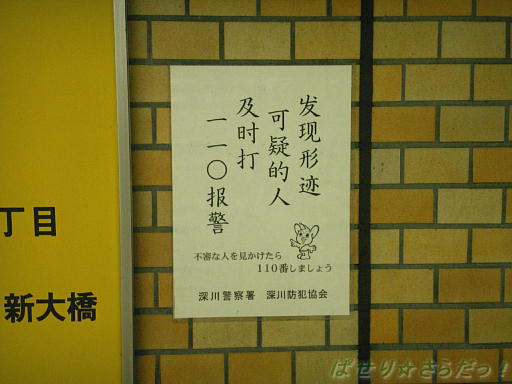 发现形迹
可疑的人
及时打
一一〇报警
不審な人を見かけたら
110番しましょう
深川警察署 深川防犯協会
丁目
新大橋
ぱせり☆きらだっ!